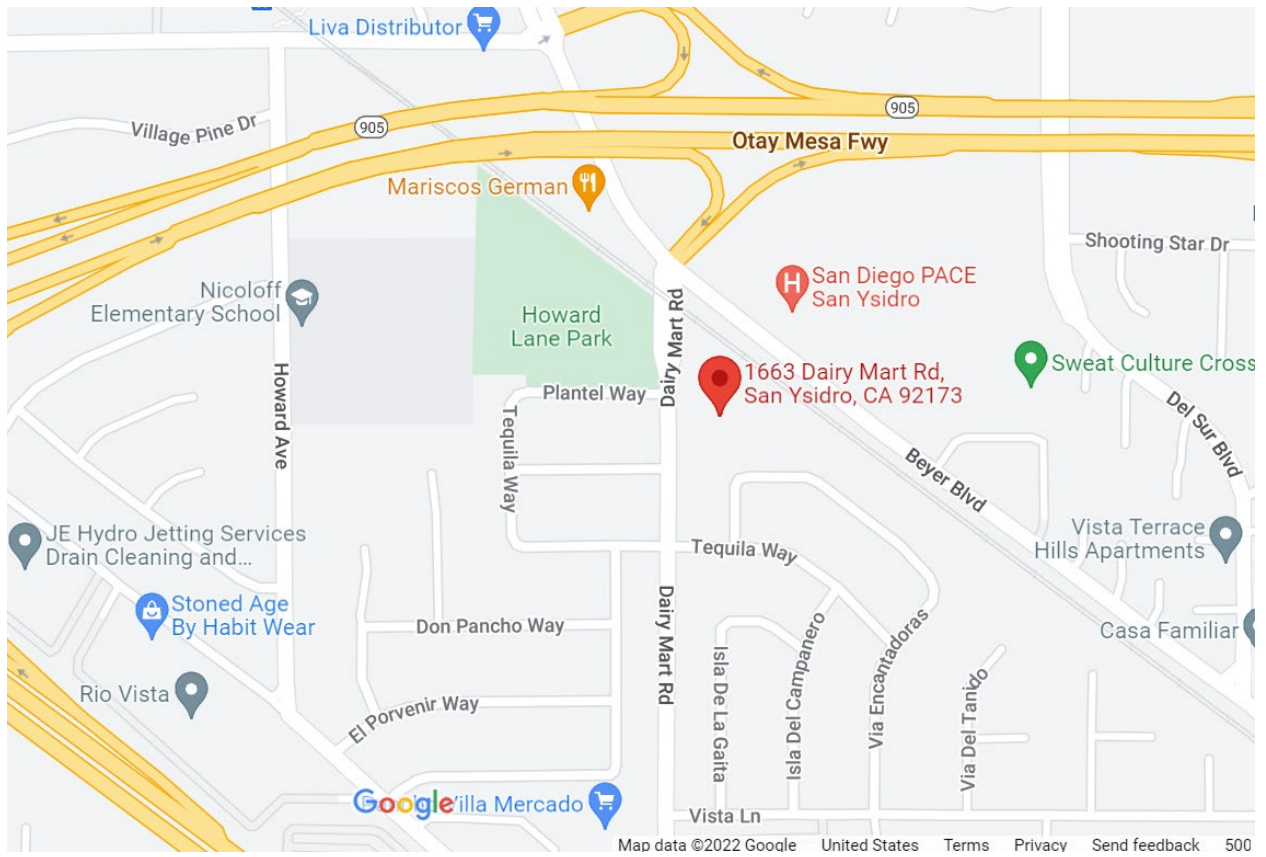 Liva Distributor
905
905
Village Pine Dr
Otay Mesa Fwy
Mariscos German
Shooting Star Dr
San Diego PACE
San Ysidro
Nicoloff
Elementary School
Howard
Lane Park
Dairy Mart Rd
1663 Dairy Mart Rd,
San Ysidro, CA 92173
Sweat Culture Cross
Howard Ave
Plantel Way
Tequila Way
Del Sur Blvd
Beyer Blvd
JE Hydro Jetting Services
Drain Cleaning and...
Tequila Way
Vista Terrace
Hills Apartments
Stoned Age
By Habit Wear
Don Pancho Way
Dairy Mart Rd
Isla De La Gaita
Isla Del Campanero
Via Encantadoras
Casa Familiar
Rio Vista
El Porvenir Way
Via Del Tanido
Google
Villa Mercado
Vista Ln
Map data ©2022 Google United States Terms Privacy Send feedback 500